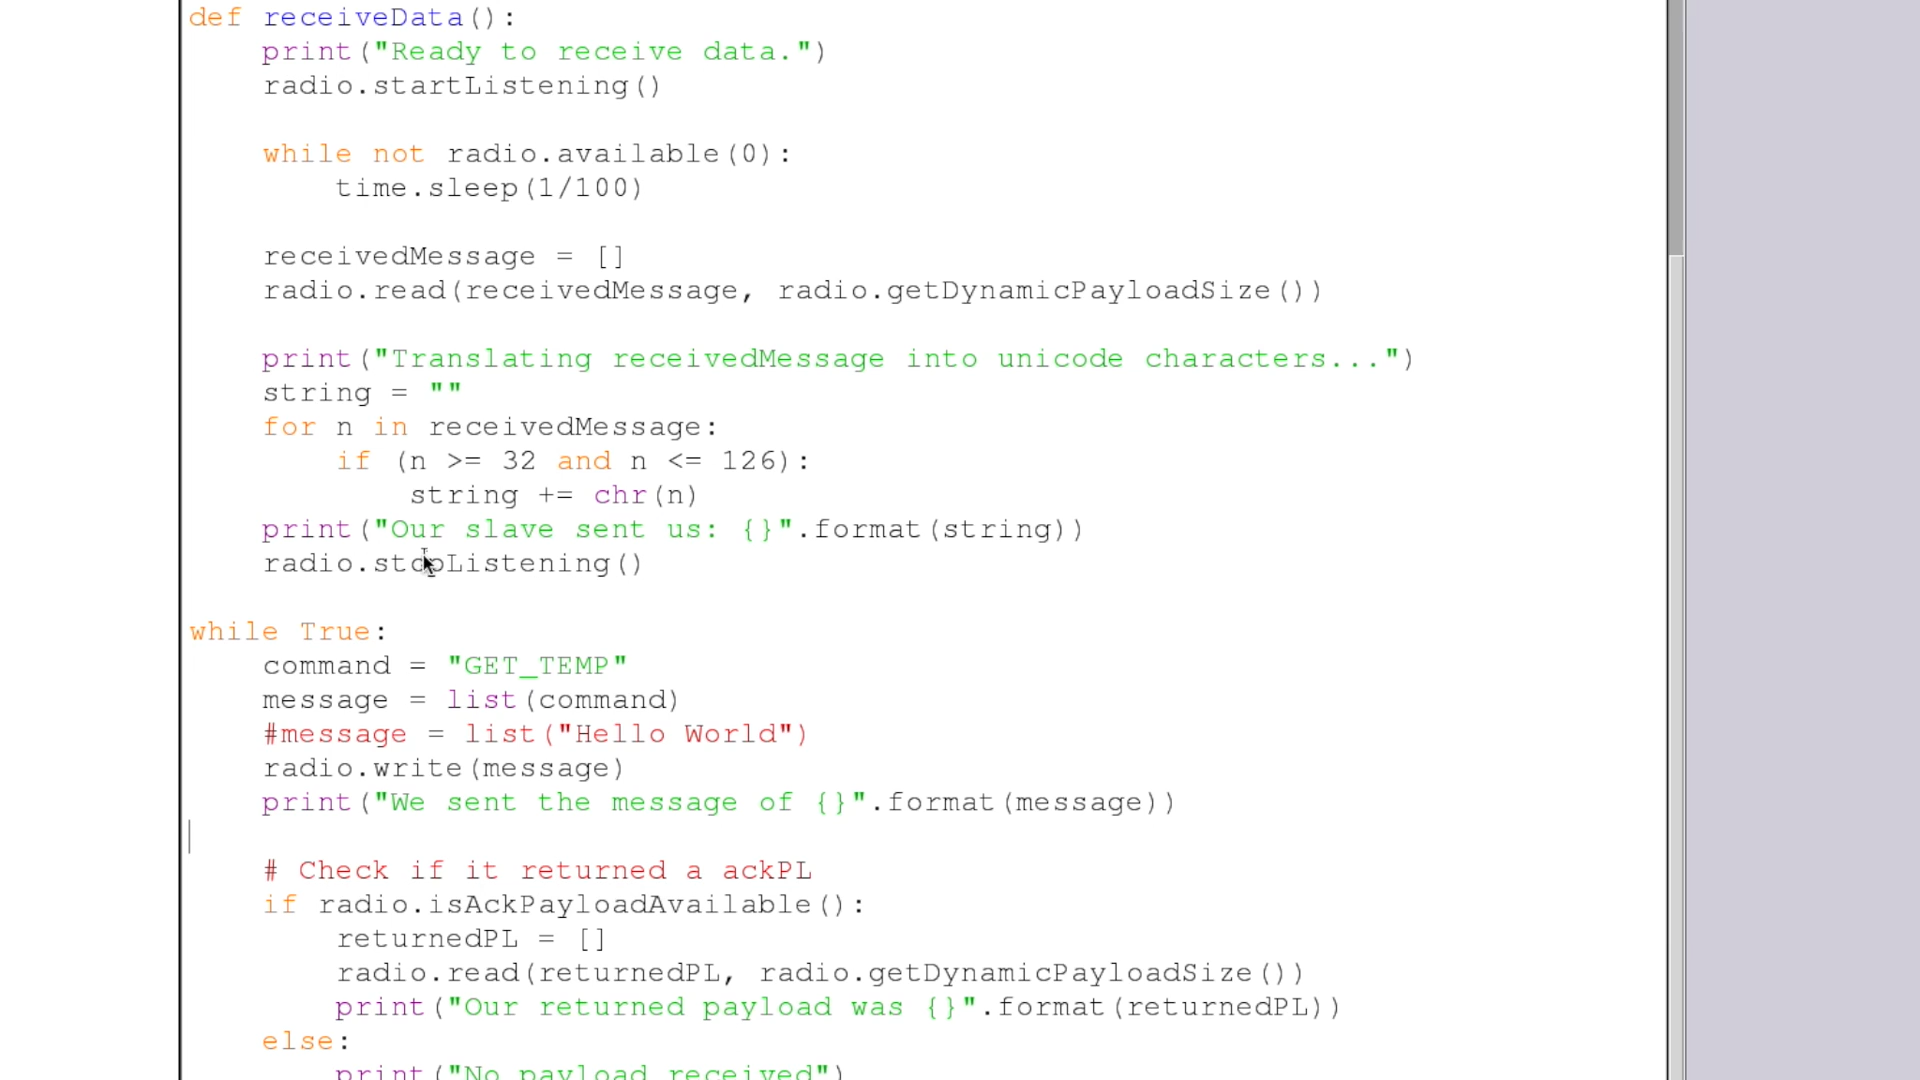 def receiveData():
    print("Ready to receive data.")
    radio.startListening()

    while not radio.available(0):
        time.sleep(1/100)

    receivedMessage = []
    radio.read(receivedMessage, radio.getDynamicPayloadSize())

    print("Translating receivedMessage into unicode characters...")
    string = ""
    for n in receivedMessage:
        if (n >= 32 and n <= 126):
            string += chr(n)
    print("Our slave sent us: {}".format(string))
    radio.stopListening()

while True:
    command = "GET_TEMP"
    message = list(command)
    #message = list("Hello World")
    radio.write(message)
    print("We sent the message of {}".format(message))

    # Check if it returned a ackPL
    if radio.isAckPayloadAvailable():
        returnedPL = []
        radio.read(returnedPL, radio.getDynamicPayloadSize())
        print("Our returned payload was {}".format(returnedPL))
    else:
        print("No payload received")